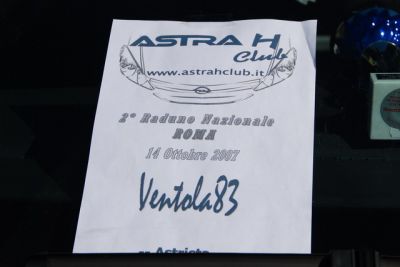 ASTRA H
Club
www.astrahclub.it
2° Raduno Nazionale
ROMA
14 Ottobre 2007
Ventola83